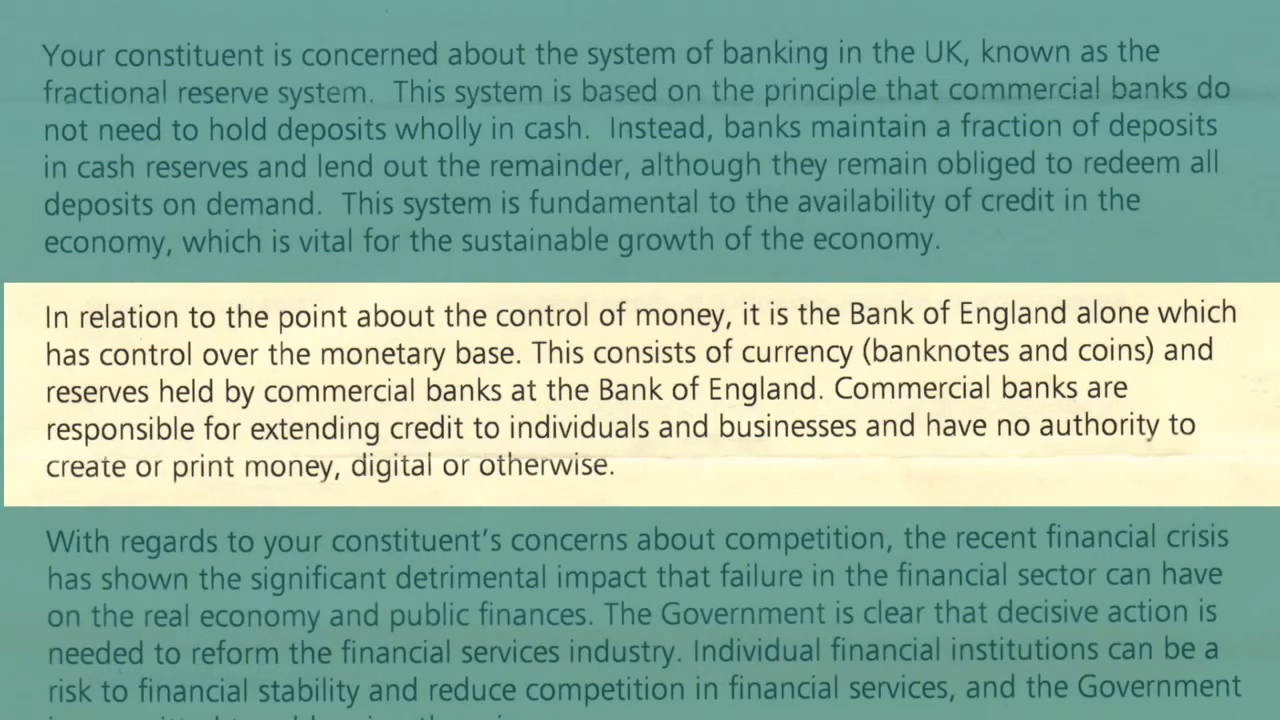 Your constituent is concerned about the system of banking in the UK, known as the
fractional reserve system.  This system is based on the principle that commercial banks do
not need to hold deposits wholly in cash.  Instead, banks maintain a fraction of deposits
in cash reserves and lend out the remainder, although they remain obliged to redeem all
deposits on demand.  This system is fundamental to the availability of credit in the
economy, which is vital for the sustainable growth of the economy.
In relation to the point about the control of money, it is the Bank of England alone which
has control over the monetary base. This consists of currency (banknotes and coins) and
reserves held by commercial banks at the Bank of England. Commercial banks are
responsible for extending credit to individuals and businesses and have no authority to
create or print money, digital or otherwise.
With regards to your constituent's concerns about competition, the recent financial crisis
has shown the significant detrimental impact that failure in the financial sector can have
on the real economy and public finances. The Government is clear that decisive action is
needed to reform the financial services industry. Individual financial institutions can be a
risk to financial stability and reduce competition in financial services, and the Government